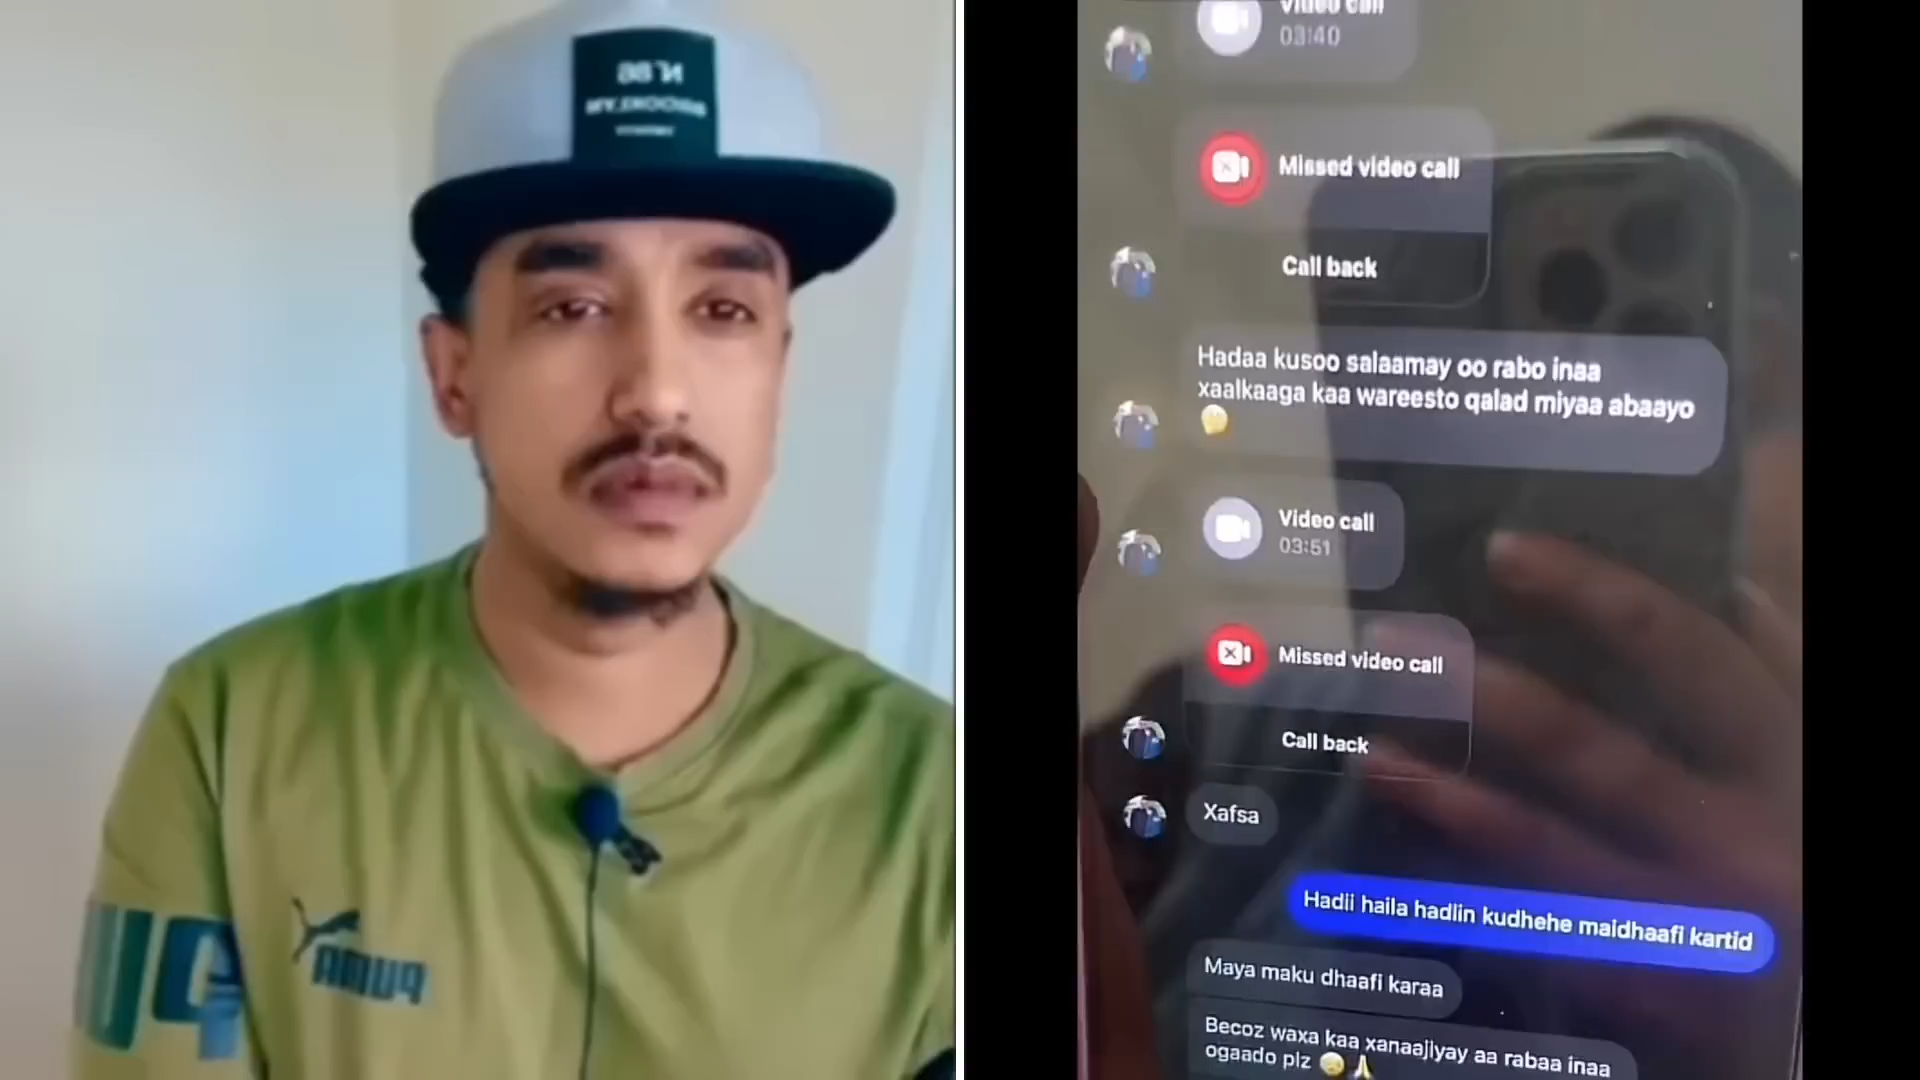 N°86
BROOKLYN
PUMA
Video call
03:40
Missed video call
Call back
Hadaa kusoo salaamay oo rabo inaa
xaalkaaga kaa wareesto qalad miyaa abaayo
Video call
03:51
Missed video call
Call back
Xafsa
Hadii haila hadlin kudhehe maidhaafi kartid
Maya maku dhaafi karaa
Becoz waxa kaa xanaajiyay aa rabaa inaa
ogaado plz